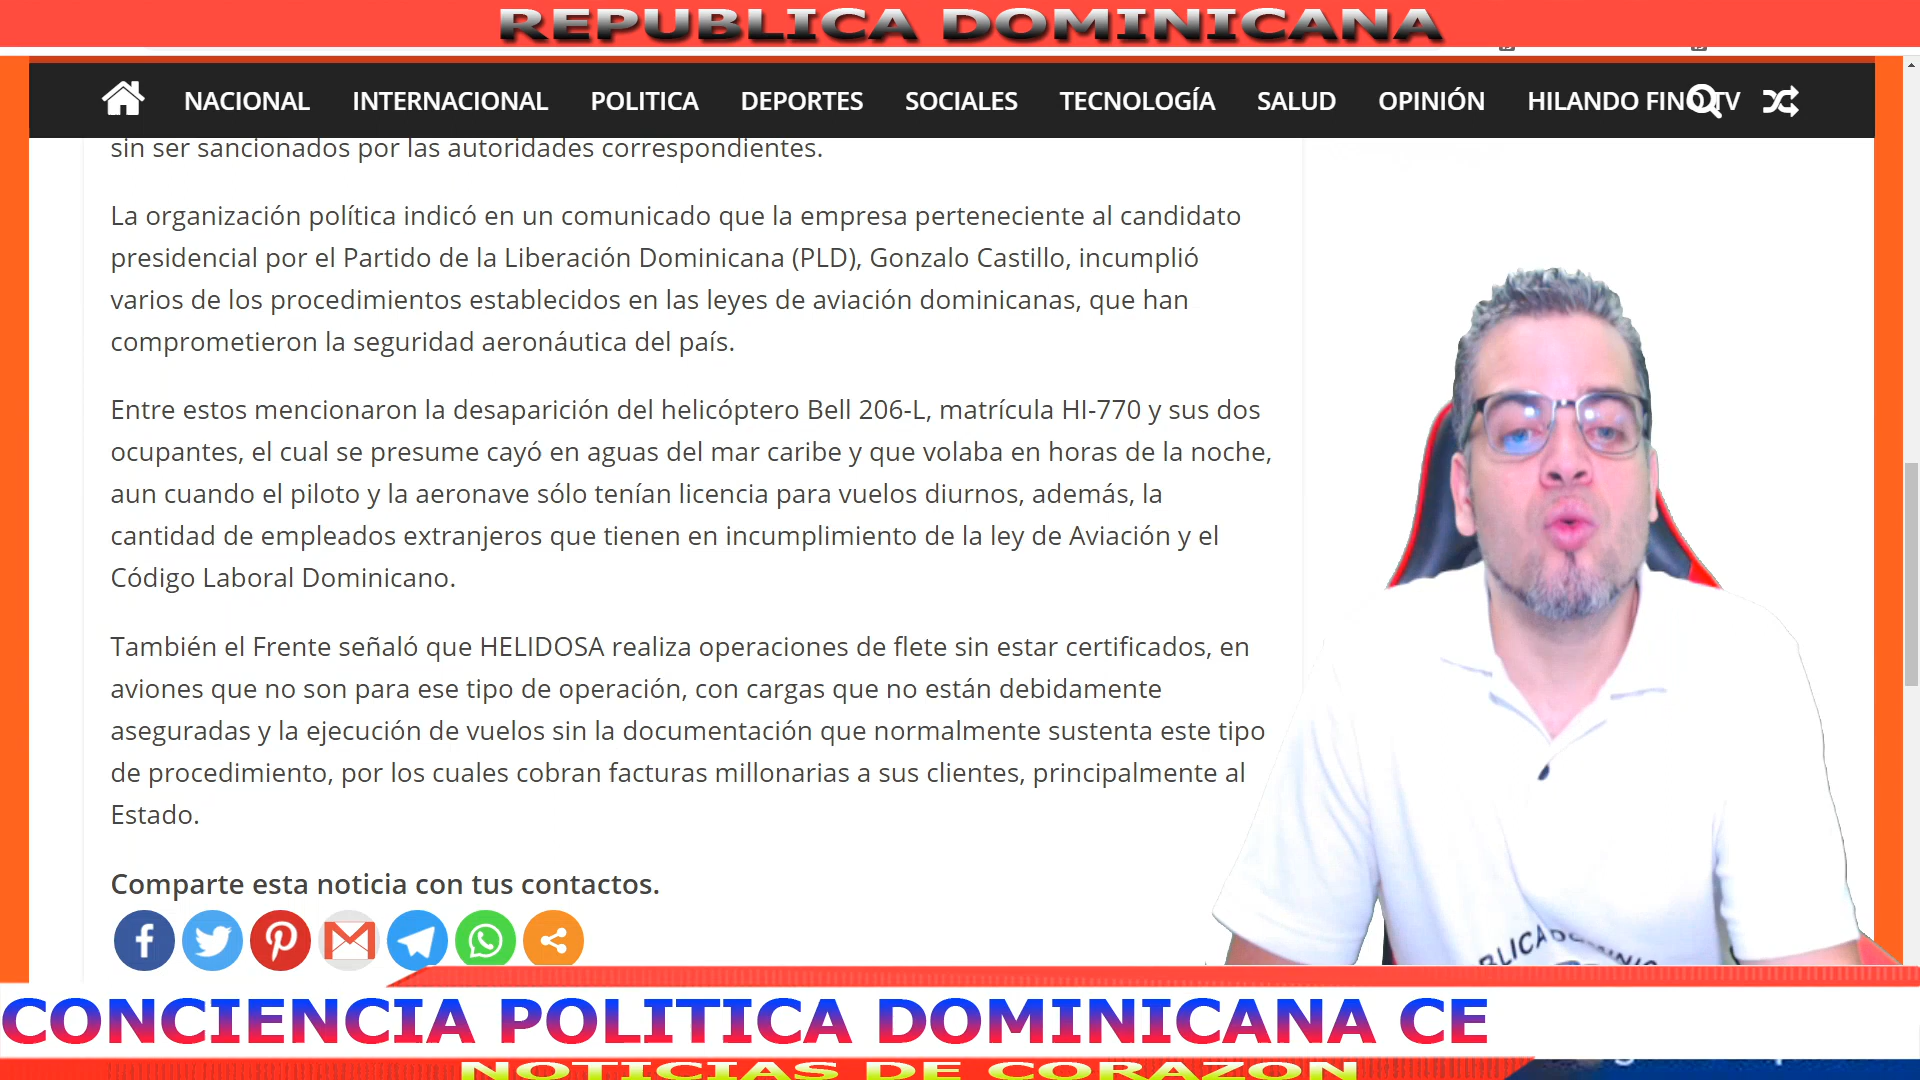 REPUBLICA DOMINICANA
NACIONAL INTERNACIONAL POLITICA DEPORTES SOCIALES TECNOLOGÍA SALUD OPINIÓN HILANDO FINO TV
sin ser sancionados por las autoridades correspondientes.
La organización política indicó en un comunicado que la empresa perteneciente al candidato
presidencial por el Partido de la Liberación Dominicana (PLD), Gonzalo Castillo, incumplió
varios de los procedimientos establecidos en las leyes de aviación dominicanas, que han
comprometieron la seguridad aeronáutica del país.
Entre estos mencionaron la desaparición del helicóptero Bell 206-L, matrícula HI-770 y sus dos
ocupantes, el cual se presume cayó en aguas del mar caribe y que volaba en horas de la noche,
aun cuando el piloto y la aeronave sólo tenían licencia para vuelos diurnos, además, la
cantidad de empleados extranjeros que tienen en incumplimiento de la ley de Aviación y el
Código Laboral Dominicano.
También el Frente señaló que HELIDOSA realiza operaciones de flete sin estar certificados, en
aviones que no son para ese tipo de operación, con cargas que no están debidamente
aseguradas y la ejecución de vuelos sin la documentación que normalmente sustenta este tipo
de procedimiento, por los cuales cobran facturas millonarias a sus clientes, principalmente al
Estado.
Comparte esta noticia con tus contactos.
CONCIENCIA POLITICA DOMINICANA CE
NOTICIAS DE CORAZON